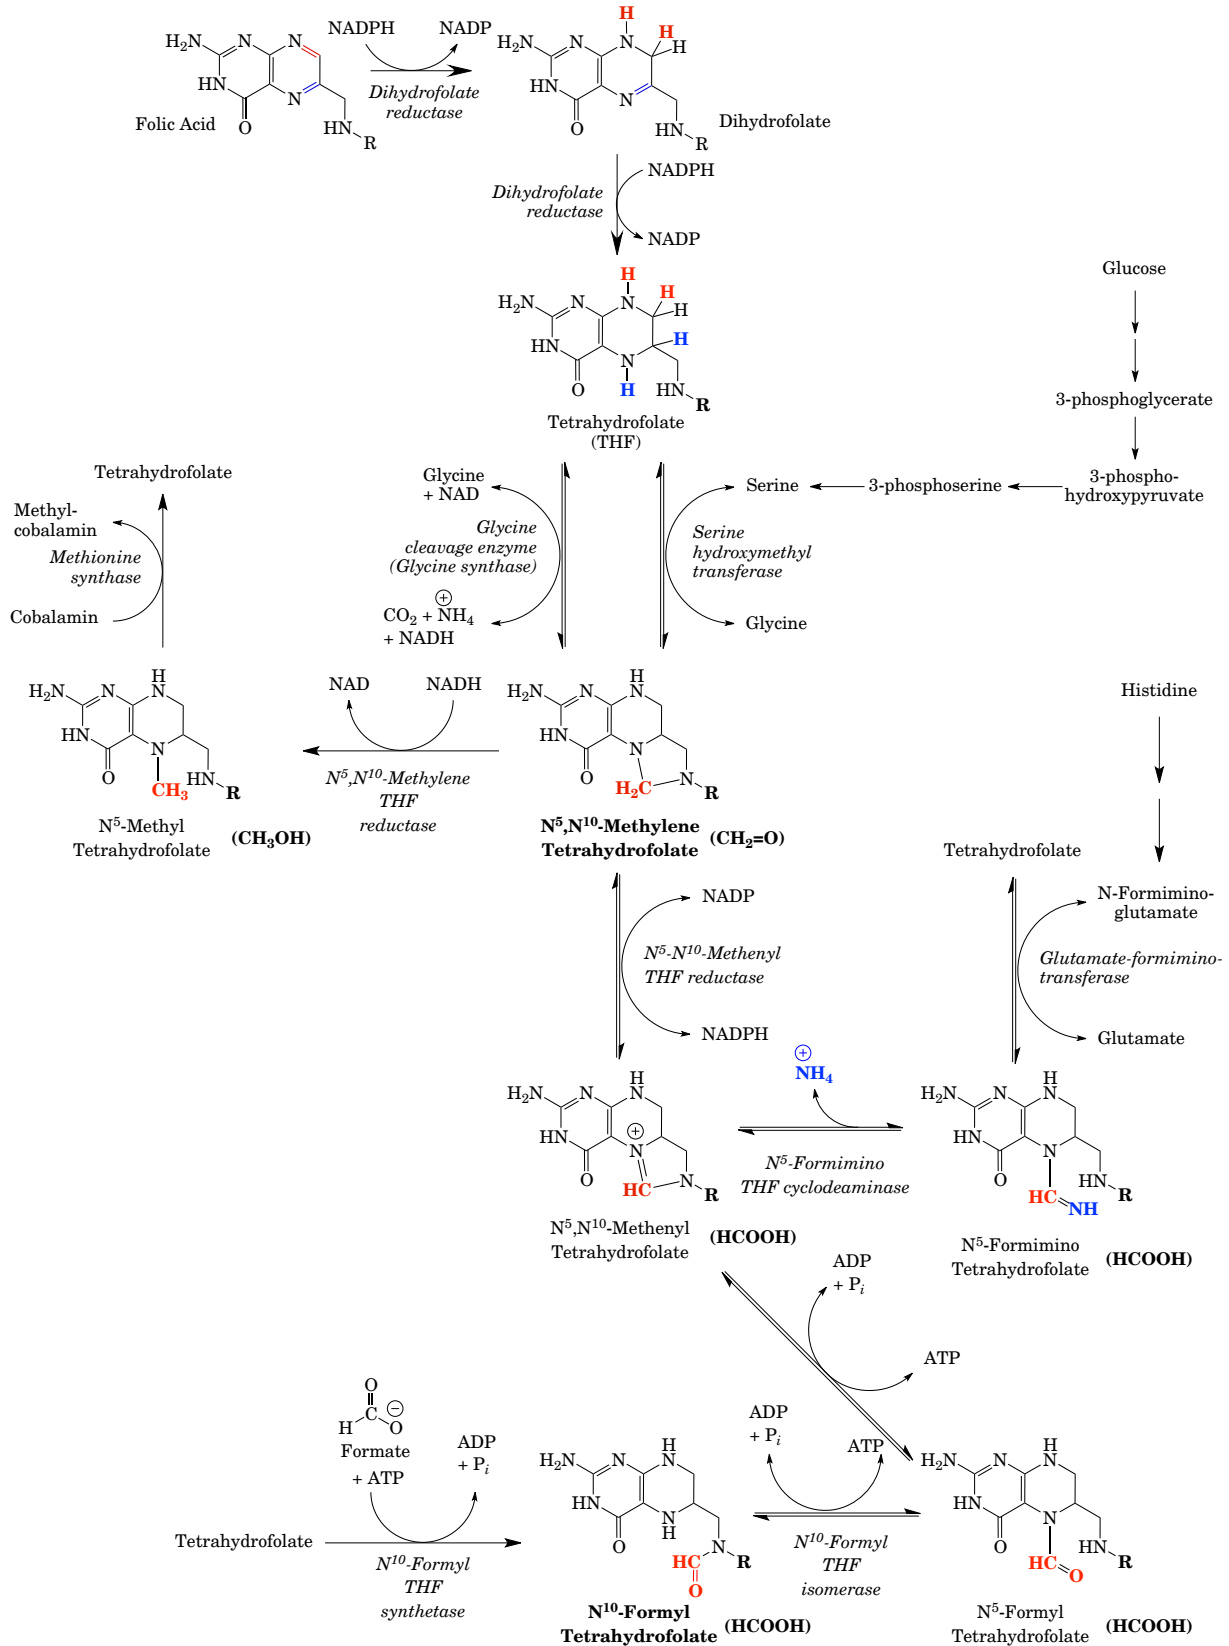 NADPH
NADP
H₂N
N
N
HN
N
O
HN
R
Folic Acid
Dihydrofolate
reductase
H
H
H₂N
N
N
H
HN
N
O
HN
R
Dihydrofolate
Dihydrofolate
reductase
NADPH
NADP
H
H
H₂N
N
N
H
HN
H
N
O
H
HN
R
Tetrahydrofolate
(THF)
Glucose
3-phosphoglycerate
3-phospho-
hydroxypyruvate
3-phosphoserine
Serine
Serine
hydroxymethyl
transferase
Glycine
Glycine
+ NAD
Glycine
cleavage enzyme
(Glycine synthase)
⊕
CO₂ + NH₄
+ NADH
Tetrahydrofolate
Methyl-
cobalamin
Methionine
synthase
Cobalamin
H
H₂N
N
N
HN
N
O
HN
R
CH₃
N⁵-Methyl
Tetrahydrofolate
(CH₃OH)
NAD
NADH
N⁵,N¹⁰-Methylene
THF
reductase
H
H₂N
N
N
HN
N
O
N
H₂C
R
N⁵,N¹⁰-Methylene
Tetrahydrofolate
(CH₂=O)
Histidine
Tetrahydrofolate
N-Formimino-
glutamate
Glutamate-formimino-
transferase
Glutamate
NADP
N⁵-N¹⁰-Methenyl
THF reductase
NADPH
H
H₂N
N
N
HN
⊕
N
O
N
HC
R
N⁵,N¹⁰-Methenyl
Tetrahydrofolate
(HCOOH)
⊕
NH₄
N⁵-Formimino
THF cyclodeaminase
H
H₂N
N
N
HN
N
O
HN
R
HC
NH
N⁵-Formimino
Tetrahydrofolate
(HCOOH)
ADP
+ Pi
ATP
O
C
⊖
H
O
Formate
+ ATP
ADP
+ Pi
Tetrahydrofolate
N¹⁰-Formyl
THF
synthetase
H
H₂N
N
N
HN
N
H
O
N
R
HC
O
N¹⁰-Formyl
Tetrahydrofolate
(HCOOH)
ADP
+ Pi
ATP
N¹⁰-Formyl
THF
isomerase
H
H₂N
N
N
HN
N
O
HN
R
HC
O
N⁵-Formyl
Tetrahydrofolate
(HCOOH)